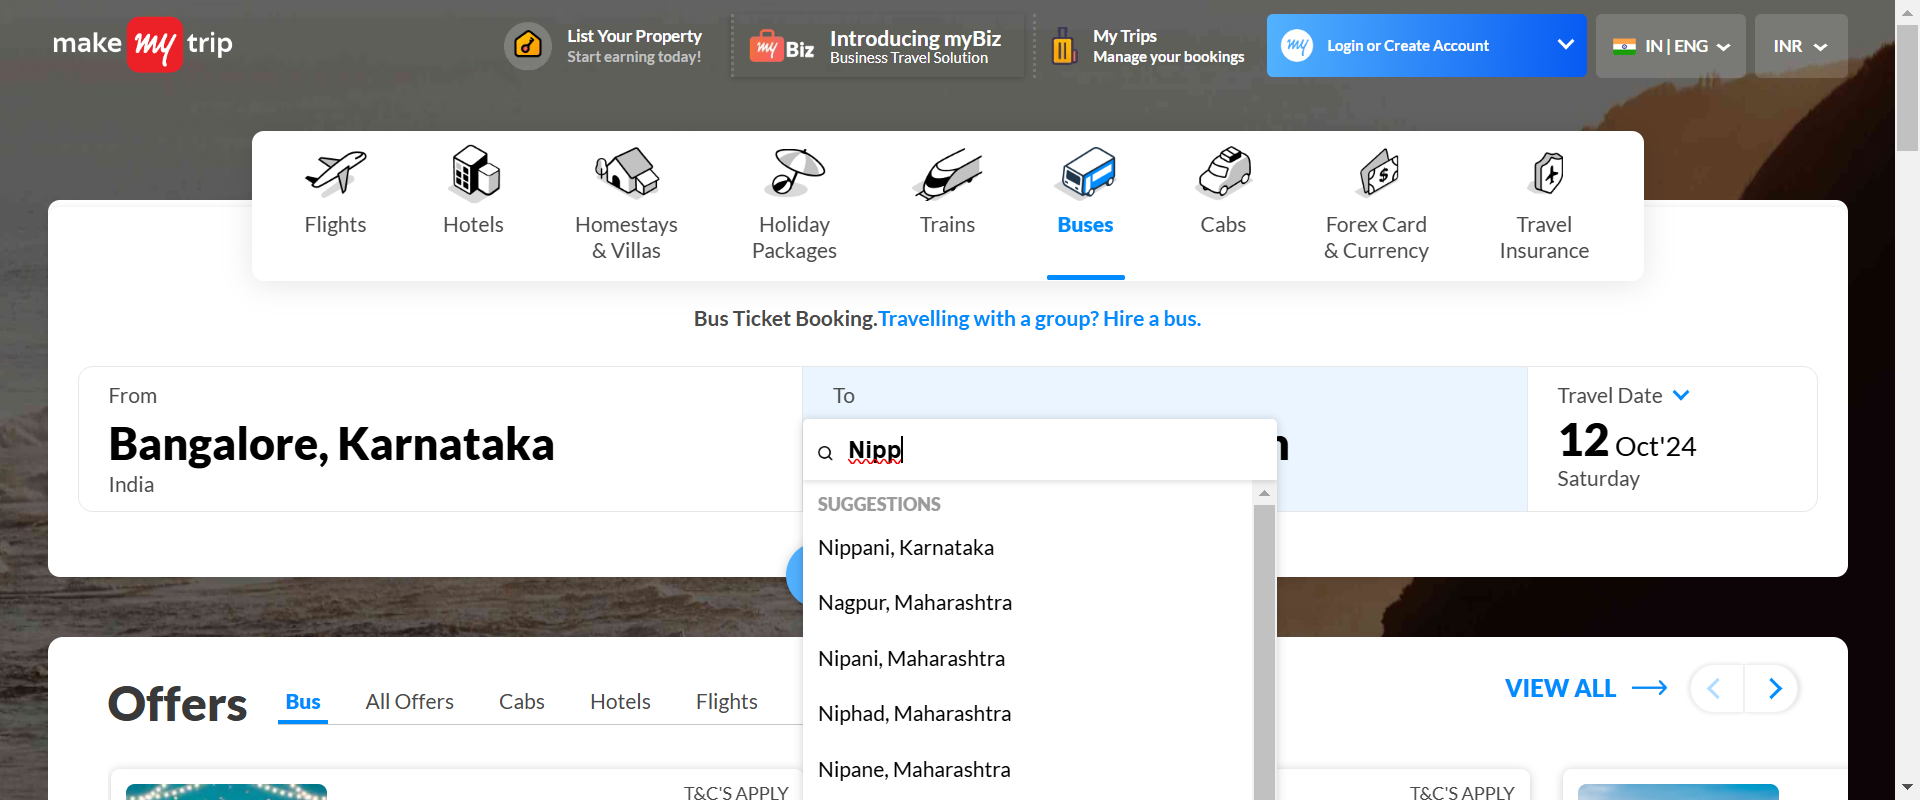 make my trip
List Your Property
Start earning today!
my Biz
Introducing myBiz
Business Travel Solution
My Trips
Manage your bookings
my
Login or Create Account
IN | ENG
INR
Flights
Hotels
Homestays
& Villas
Holiday
Packages
Trains
Buses
Cabs
Forex Card
& Currency
Travel
Insurance
Bus Ticket Booking.Travelling with a group? Hire a bus.
From
Bangalore, Karnataka
India
To
Nipp
SUGGESTIONS
Nippani, Karnataka
Nagpur, Maharashtra
Nipani, Maharashtra
Niphad, Maharashtra
Nipane, Maharashtra
Travel Date
12 Oct'24
Saturday
Offers
Bus
All Offers
Cabs
Hotels
Flights
VIEW ALL
T&C'S APPLY
T&C'S APPLY